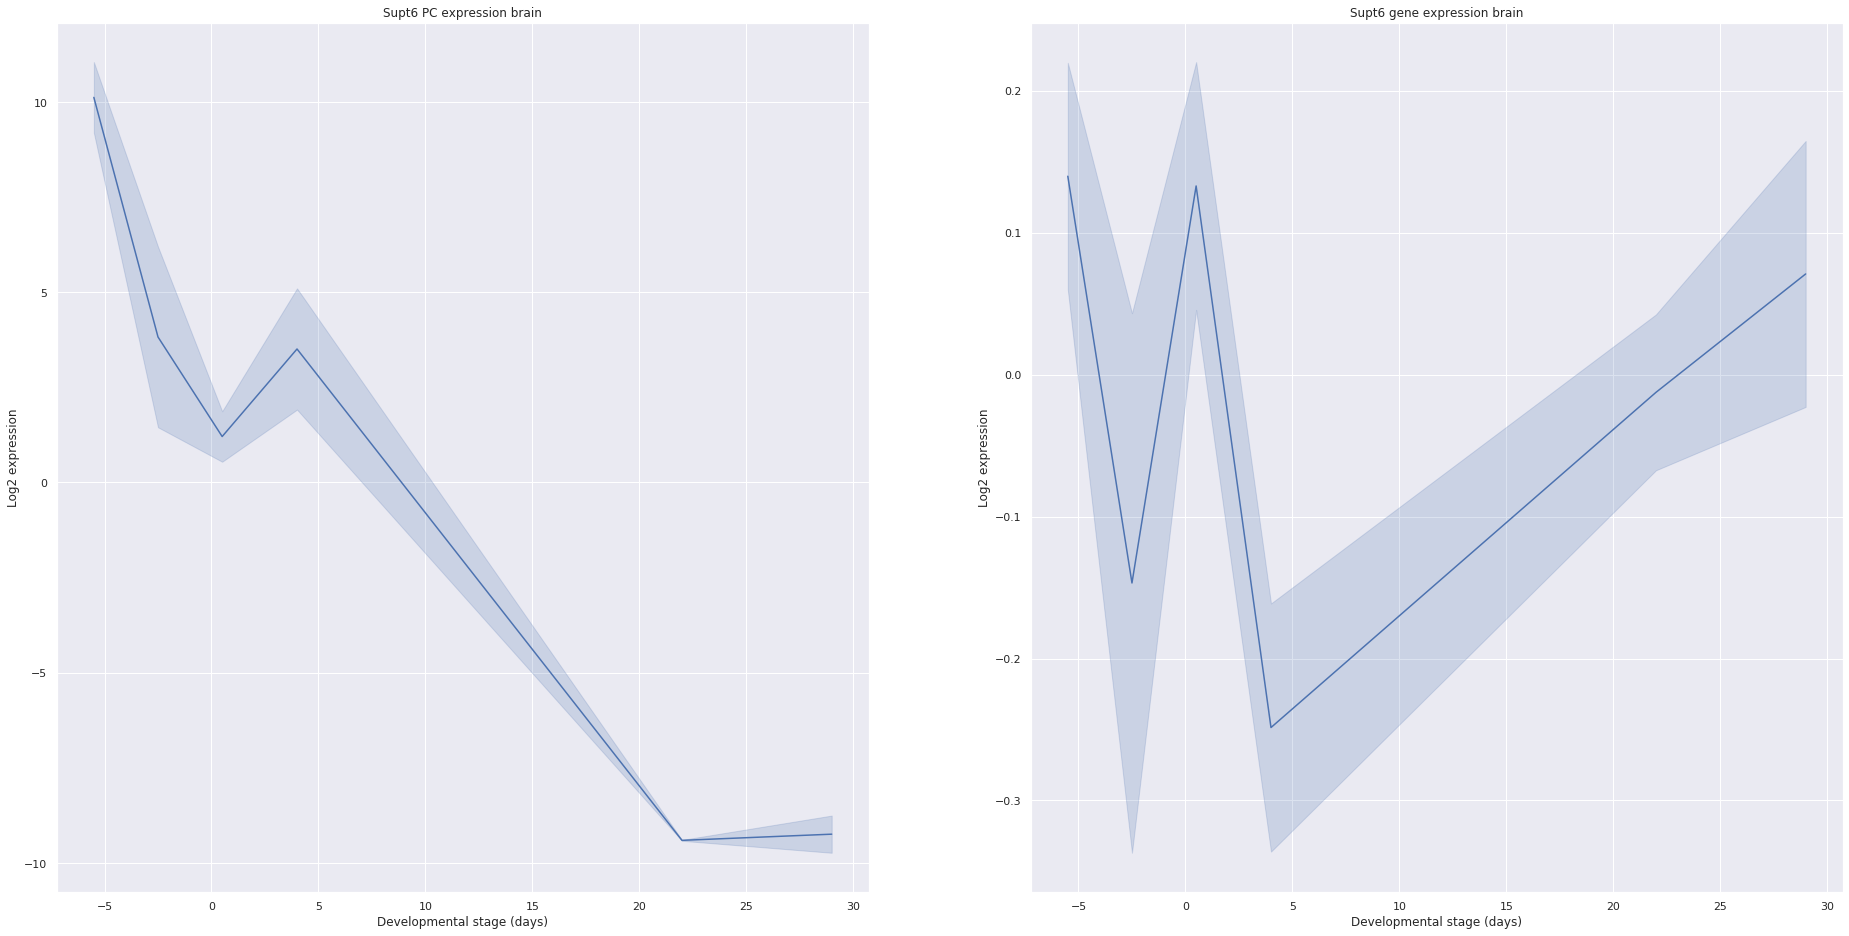 Supt6 PC expression brain
Log2 expression
10
5
0
−5
−10
−5 0 5 10 15 20 25 30
Developmental stage (days)
Supt6 gene expression brain
Log2 expression
0.2
0.1
0.0
−0.1
−0.2
−0.3
−5 0 5 10 15 20 25 30
Developmental stage (days)